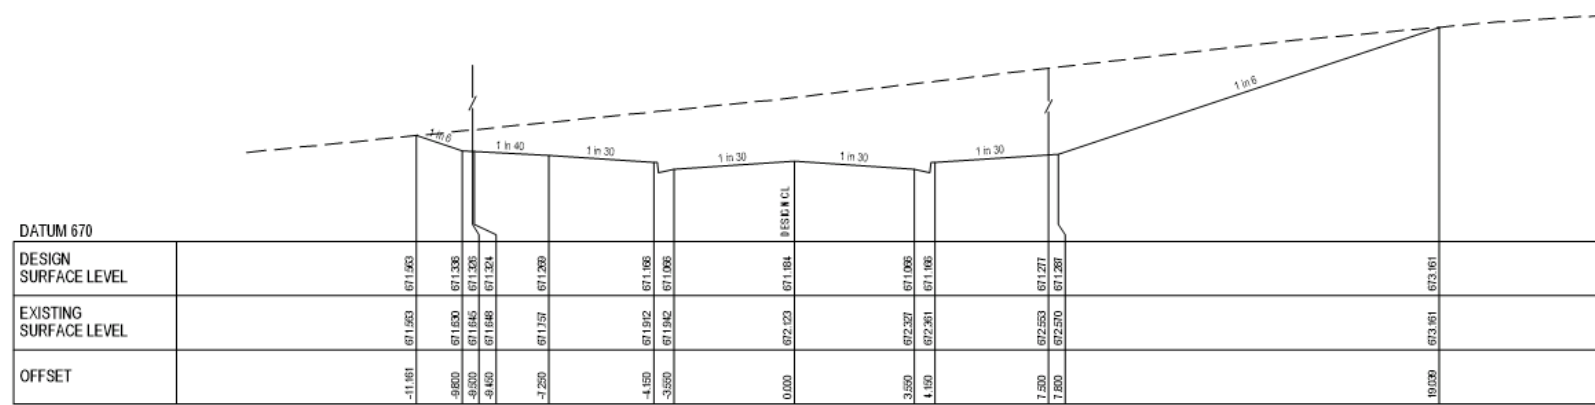 1 in 6
1 in 6
1 in 40
1 in 30
1 in 30
1 in 30
1 in 30
DESIGN CL
DATUM 670
DESIGN
SURFACE LEVEL
671.563 671.336 671.326 671.324 671.269 671.166 671.066 671.184 671.066 671.166 671.277 671.287 673.161
EXISTING
SURFACE LEVEL
671.563 671.630 671.645 671.648 671.757 671.912 671.942 672.123 672.327 672.361 672.553 672.570 673.161
OFFSET
-11.161 -9.800 -9.500 -9.450 -7.250 -4.150 -3.550 0.000 3.550 4.150 7.500 7.800 19.039